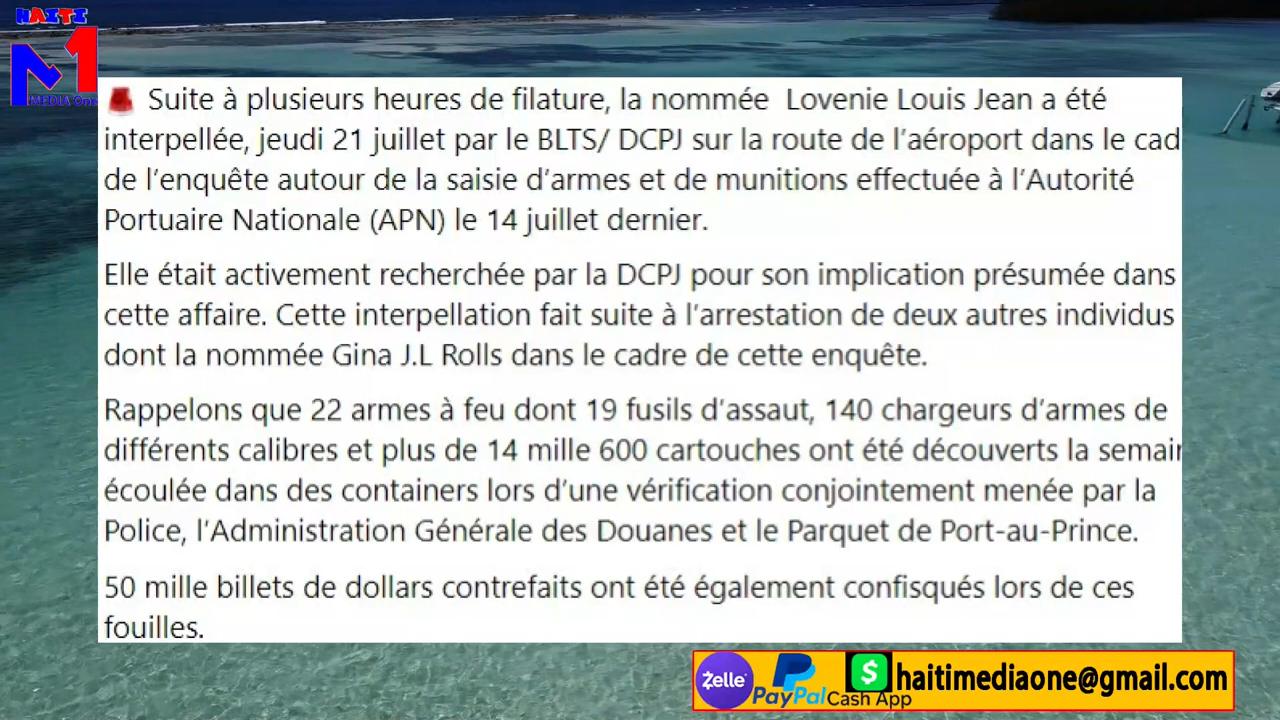 HAITI
M1
MEDIA One
Suite à plusieurs heures de filature, la nommée Lovenie Louis Jean a été
interpellée, jeudi 21 juillet par le BLTS/ DCPJ sur la route de l'aéroport dans le cad
de l'enquête autour de la saisie d'armes et de munitions effectuée à l'Autorité
Portuaire Nationale (APN) le 14 juillet dernier.
Elle était activement recherchée par la DCPJ pour son implication présumée dans
cette affaire. Cette interpellation fait suite à l'arrestation de deux autres individus
dont la nommée Gina J.L Rolls dans le cadre de cette enquête.
Rappelons que 22 armes à feu dont 19 fusils d'assaut, 140 chargeurs d'armes de
différents calibres et plus de 14 mille 600 cartouches ont été découverts la semai
écoulée dans des containers lors d'une vérification conjointement menée par la
Police, l'Administration Générale des Douanes et le Parquet de Port-au-Prince.
50 mille billets de dollars contrefaits ont été également confisqués lors de ces
fouilles.
Zelle PayPal $ Cash App haitimediaone@gmail.com